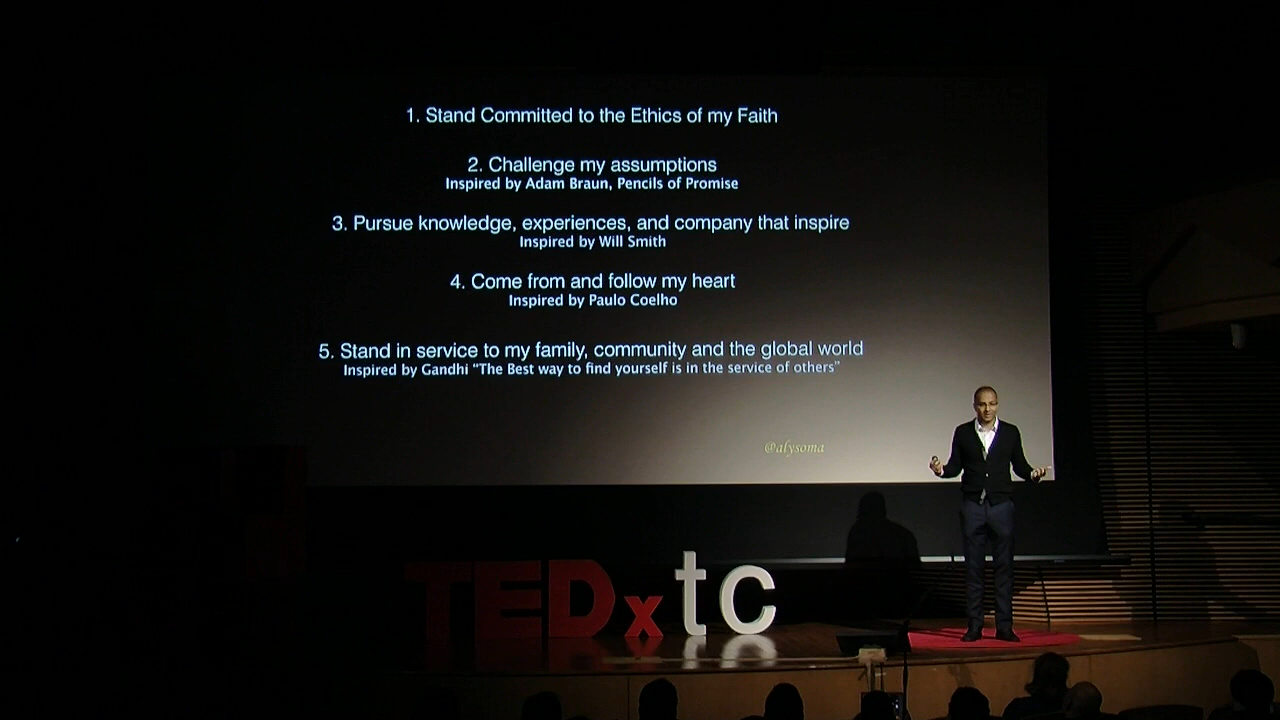 1. Stand Committed to the Ethics of my Faith
2. Challenge my assumptions
Inspired by Adam Braun, Pencils of Promise
3. Pursue knowledge, experiences, and company that inspire
Inspired by Will Smith
4. Come from and follow my heart
Inspired by Paulo Coelho
5. Stand in service to my family, community and the global world
Inspired by Gandhi “The Best way to find yourself is in the service of others”
@alysoma
TEDxtc